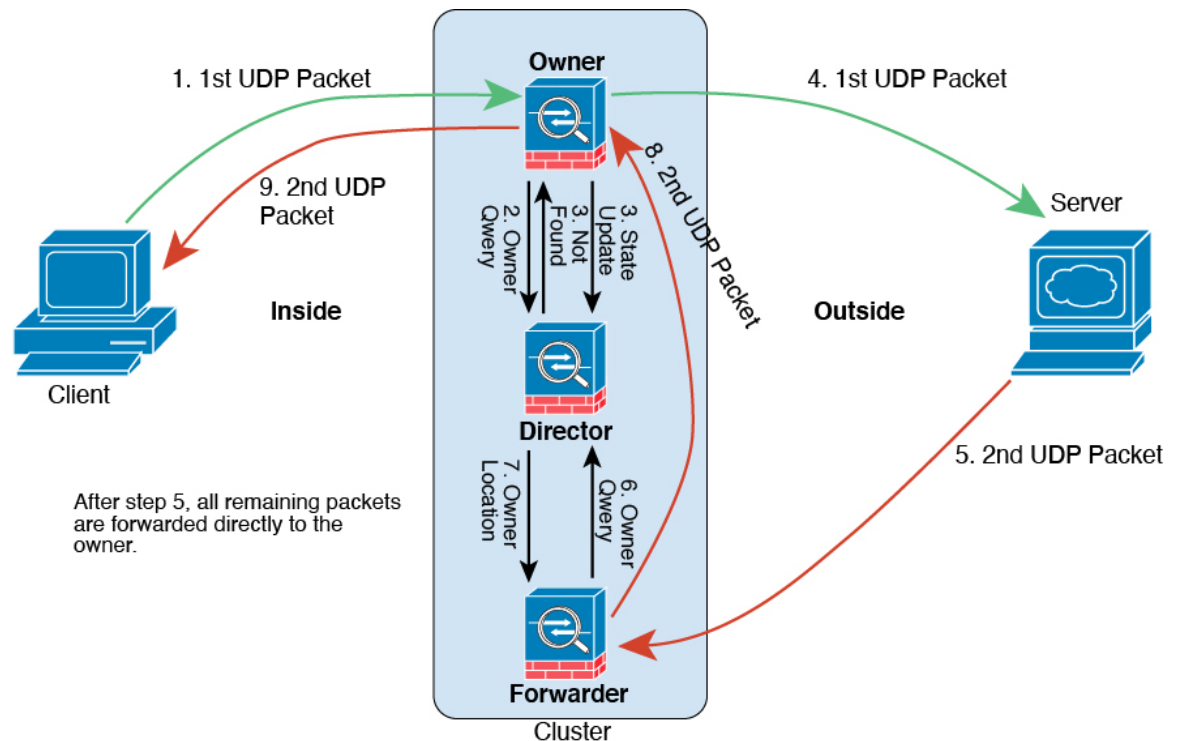 Owner
1. 1st UDP Packet
4. 1st UDP Packet
9. 2nd UDP
Packet
2. Owner
Qwery
3. Not
Found
3. State
Update
8. 2nd UDP Packet
Server
Inside
Outside
Client
Director
5. 2nd UDP Packet
After step 5, all remaining packets
are forwarded directly to the
owner.
7. Owner
Location
6. Owner
Qwery
Forwarder
Cluster